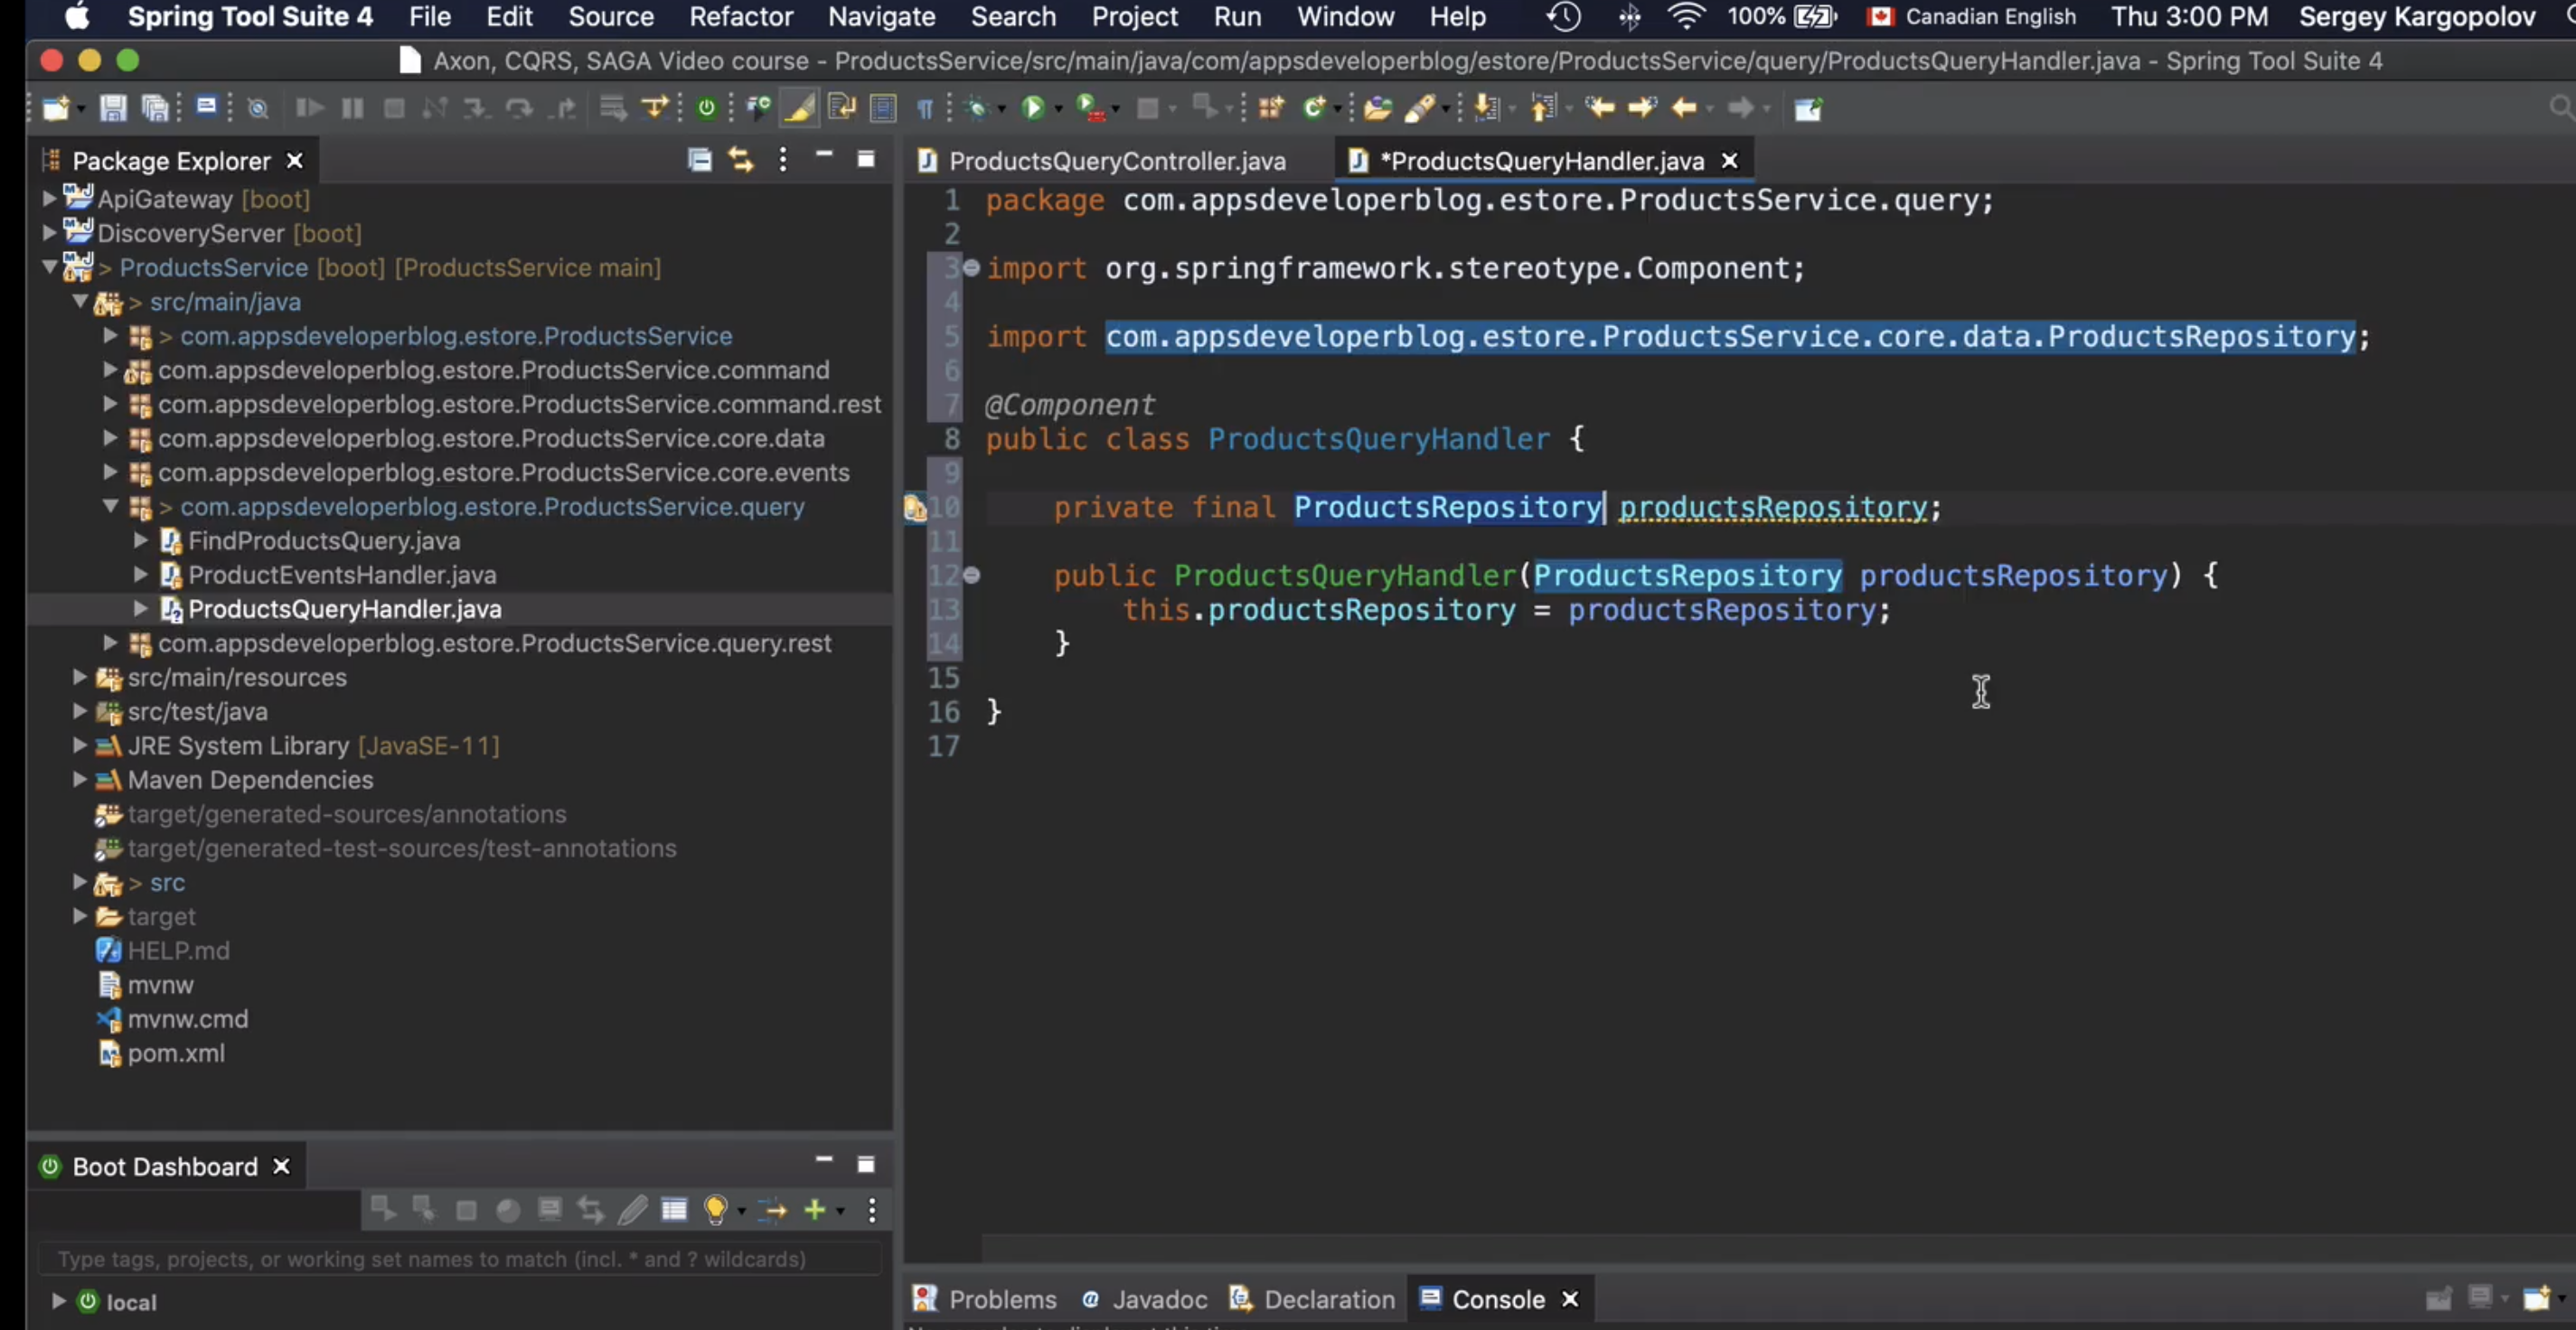 Spring Tool Suite 4 File Edit Source Refactor Navigate Search Project Run Window Help 100% Canadian English Thu 3:00 PM Sergey Kargopolov
Axon, CQRS, SAGA Video course - ProductsService/src/main/java/com/appsdeveloperblog/estore/ProductsService/query/ProductsQueryHandler.java - Spring Tool Suite 4
Package Explorer
ApiGateway [boot]
DiscoveryServer [boot]
> ProductsService [boot] [ProductsService main]
> src/main/java
> com.appsdeveloperblog.estore.ProductsService
com.appsdeveloperblog.estore.ProductsService.command
com.appsdeveloperblog.estore.ProductsService.command.rest
com.appsdeveloperblog.estore.ProductsService.core.data
com.appsdeveloperblog.estore.ProductsService.core.events
> com.appsdeveloperblog.estore.ProductsService.query
FindProductsQuery.java
ProductEventsHandler.java
ProductsQueryHandler.java
com.appsdeveloperblog.estore.ProductsService.query.rest
src/main/resources
src/test/java
JRE System Library [JavaSE-11]
Maven Dependencies
target/generated-sources/annotations
target/generated-test-sources/test-annotations
> src
target
HELP.md
mvnw
mvnw.cmd
pom.xml
Boot Dashboard
Type tags, projects, or working set names to match (incl. * and ? wildcards)
local
ProductsQueryController.java *ProductsQueryHandler.java
1 package com.appsdeveloperblog.estore.ProductsService.query;
2
3 import org.springframework.stereotype.Component;
4
5 import com.appsdeveloperblog.estore.ProductsService.core.data.ProductsRepository;
6
7 @Component
8 public class ProductsQueryHandler {
9
10 private final ProductsRepository productsRepository;
11
12 public ProductsQueryHandler(ProductsRepository productsRepository) {
13 this.productsRepository = productsRepository;
14 }
15
16 }
17
Problems @ Javadoc Declaration Console